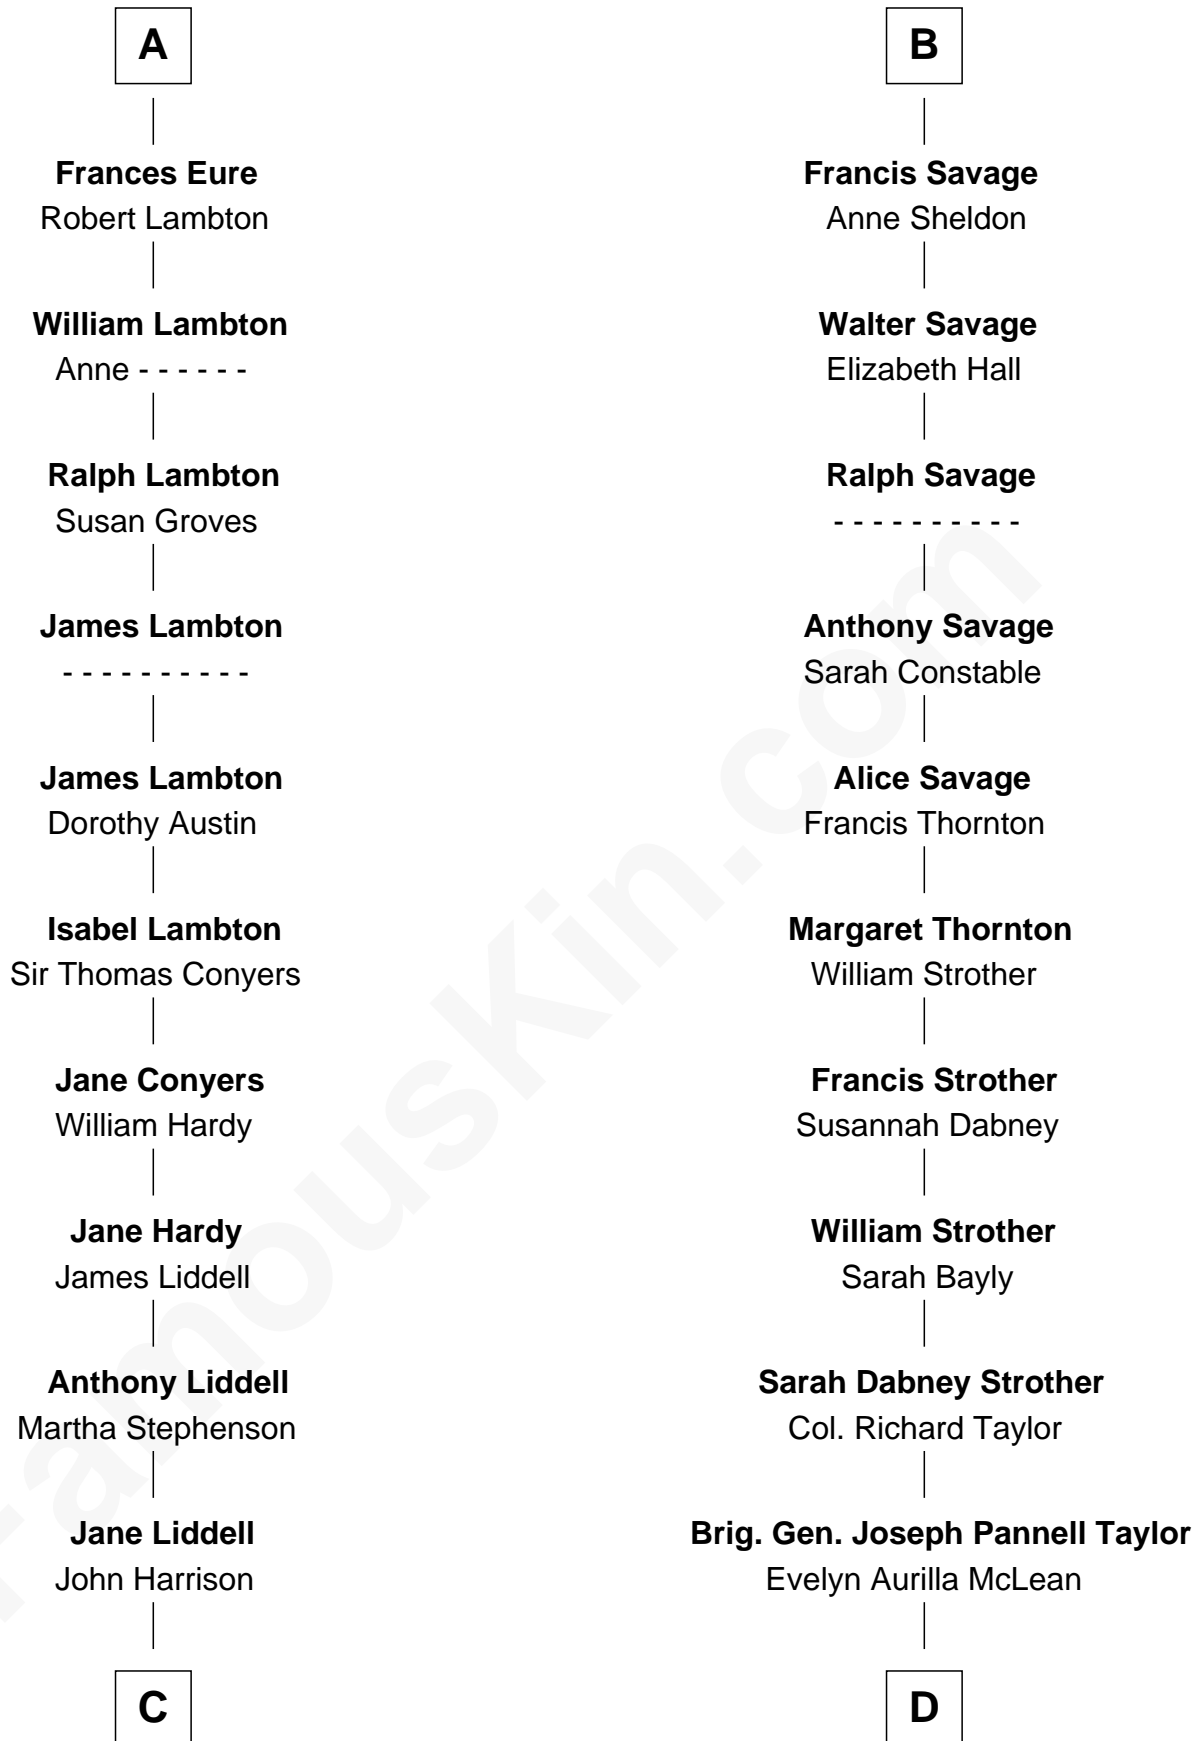 A
Frances Eure
Robert Lambton
William Lambton
Anne - - - - - -
Ralph Lambton
Susan Groves
James Lambton
- - - - - - - - - -
James Lambton
Dorothy Austin
Isabel Lambton
Sir Thomas Conyers
Jane Conyers
William Hardy
Jane Hardy
James Liddell
Anthony Liddell
Martha Stephenson
Jane Liddell
John Harrison
C
B
Francis Savage
Anne Sheldon
Walter Savage
Elizabeth Hall
Ralph Savage
- - - - - - - - - -
Anthony Savage
Sarah Constable
Alice Savage
Francis Thornton
Margaret Thornton
William Strother
Francis Strother
Susannah Dabney
William Strother
Sarah Bayly
Sarah Dabney Strother
Col. Richard Taylor
Brig. Gen. Joseph Pannell Taylor
Evelyn Aurilla McLean
D
FamousKin.com